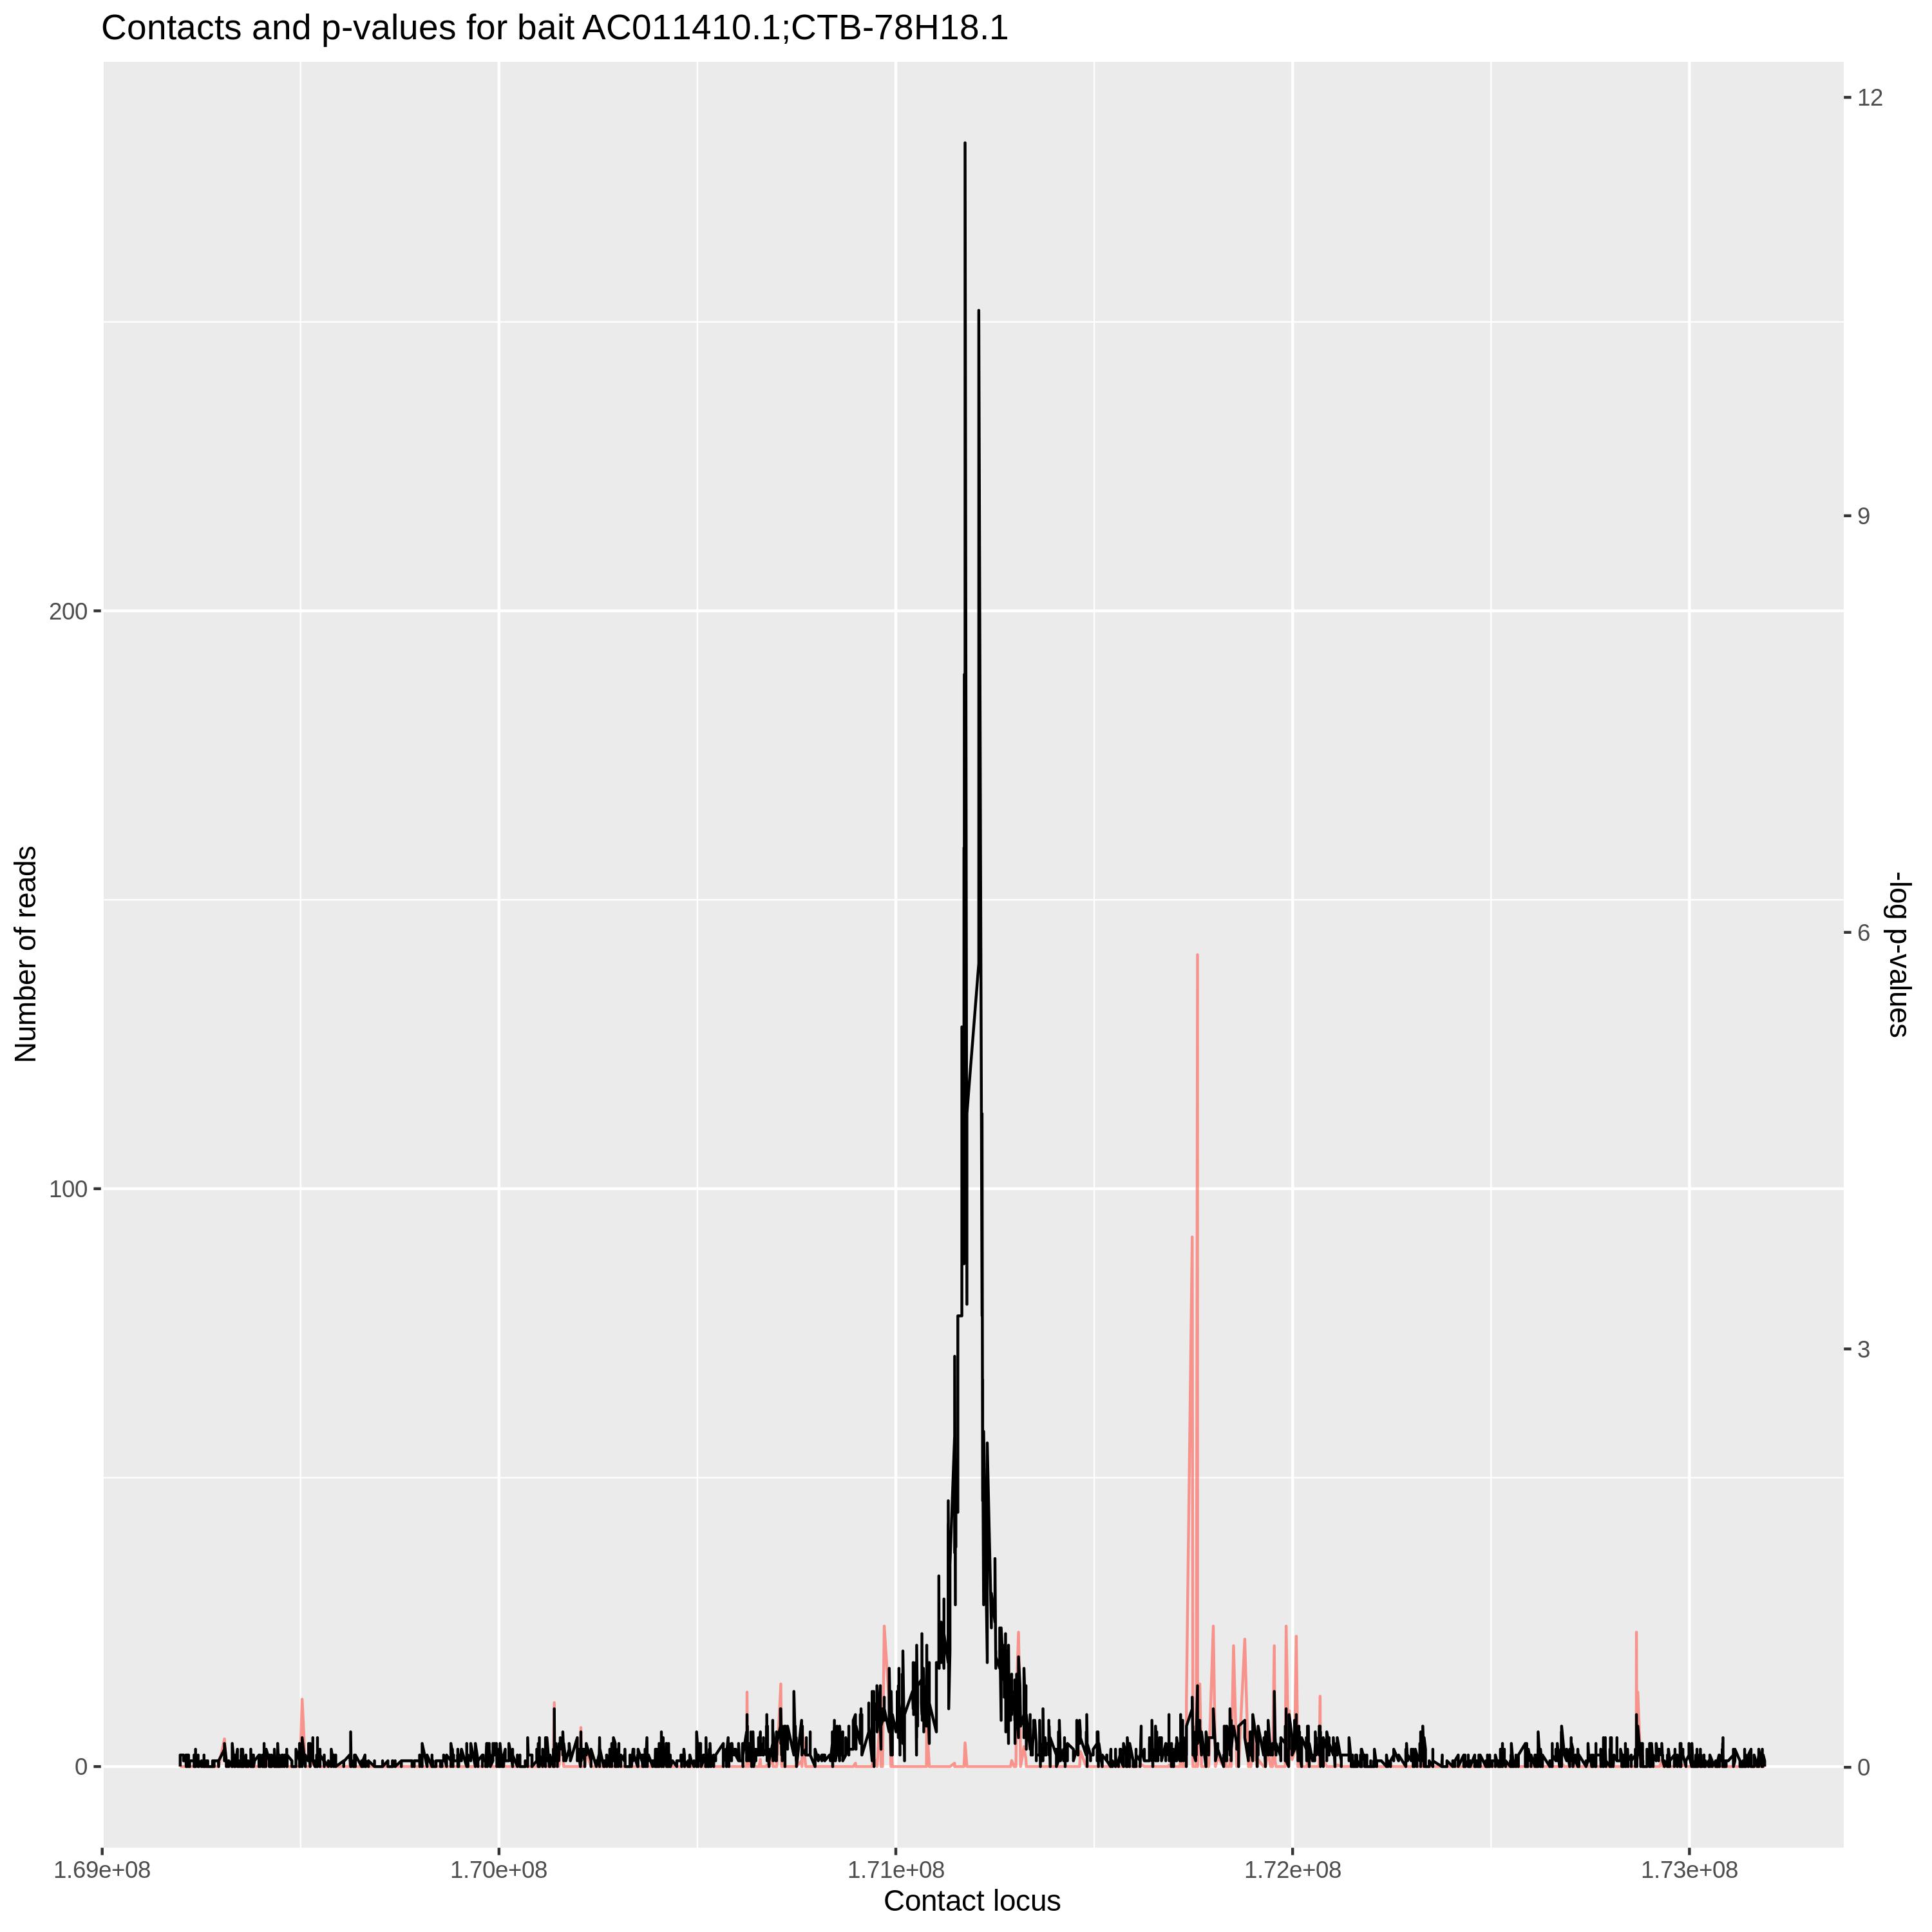 Contacts and p-values for bait AC011410.1;CTB-78H18.1
12
9
200
Number of reads
-log p-values
6
100
3
0
0
1.69e+08
1.70e+08
1.71e+08
1.72e+08
1.73e+08
Contact locus